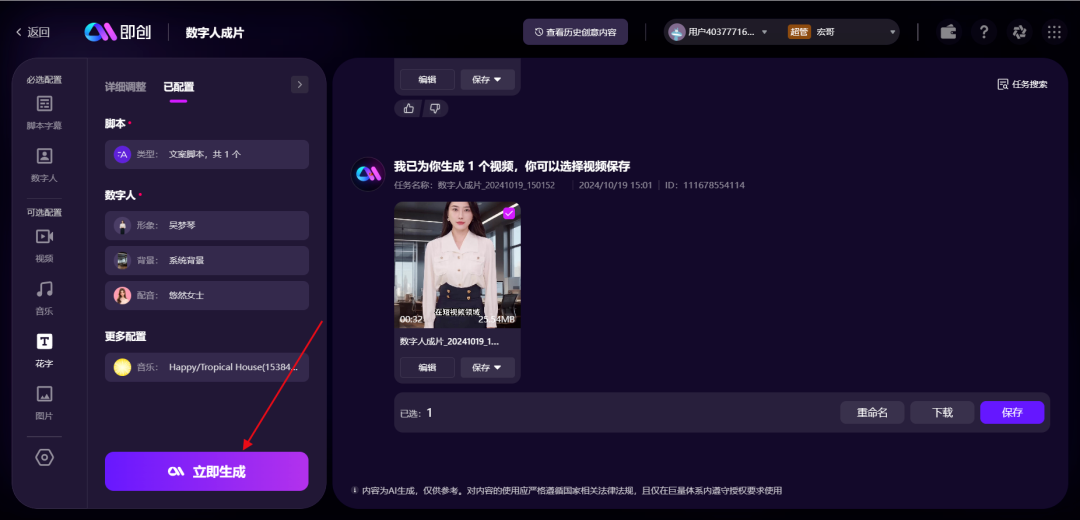 返回
即创
数字人成片
查看历史创意内容
用户40377716...
超管 宏哥
?
必选配置
脚本字幕
数字人
可选配置
视频
音乐
花字
图片
详细调整 已配置
脚本
类型: 文案脚本,共 1 个
数字人
形象: 吴梦琴
背景: 系统背景
配音: 悠然女士
更多配置
音乐: Happy/Tropical House(15384...
立即生成
任务搜索
编辑 保存
我已为你生成 1 个视频,你可以选择视频保存
任务名称: 数字人成片_20241019_150152 2024/10/19 15:01 ID: 111678554114
在短视频领域
00:32
数字人成片_20241019_1...
编辑 保存
已选: 1
重命名 下载 保存
内容为AI生成,仅供参考。对内容的使用应严格遵循国家相关法律法规,且仅在巨量体系内遵守授权要求使用